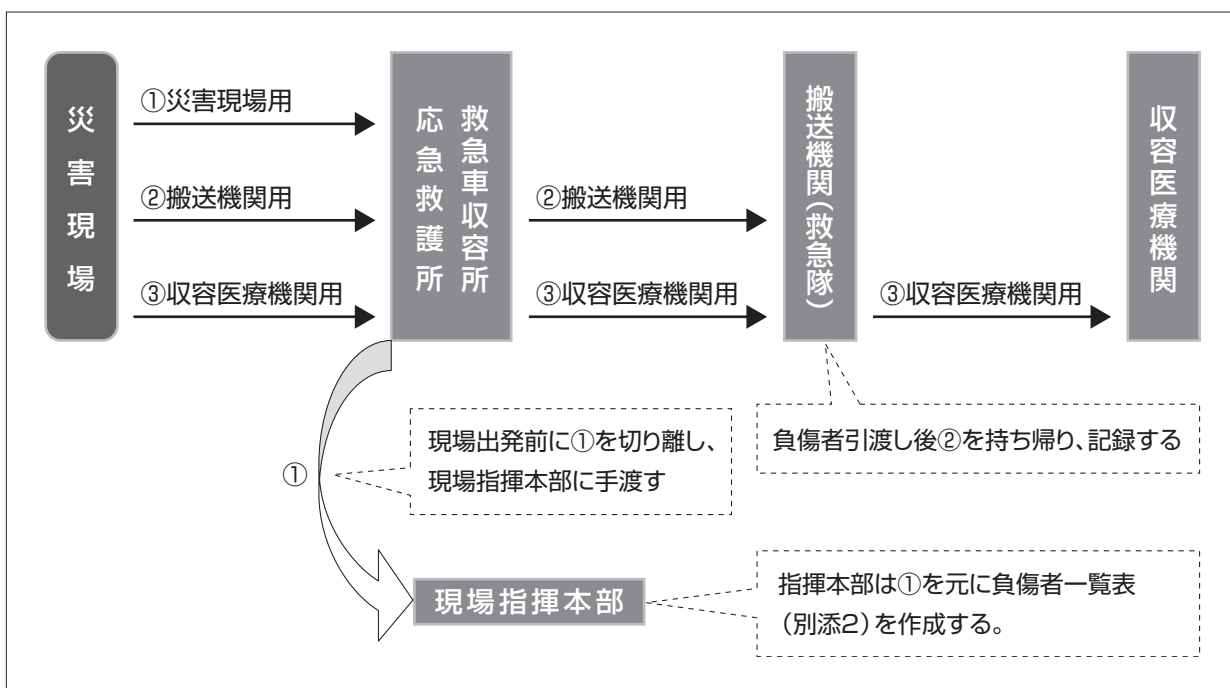 災害現場
①災害現場用
②搬送機関用
③収容医療機関用
救急車収容所
応急救護所
②搬送機関用
③収容医療機関用
搬送機関(救急隊)
③収容医療機関用
収容医療機関
①
現場出発前に①を切り離し、
現場指揮本部に手渡す
負傷者引渡し後②を持ち帰り、記録する
現場指揮本部
指揮本部は①を元に負傷者一覧表
(別添2)を作成する。